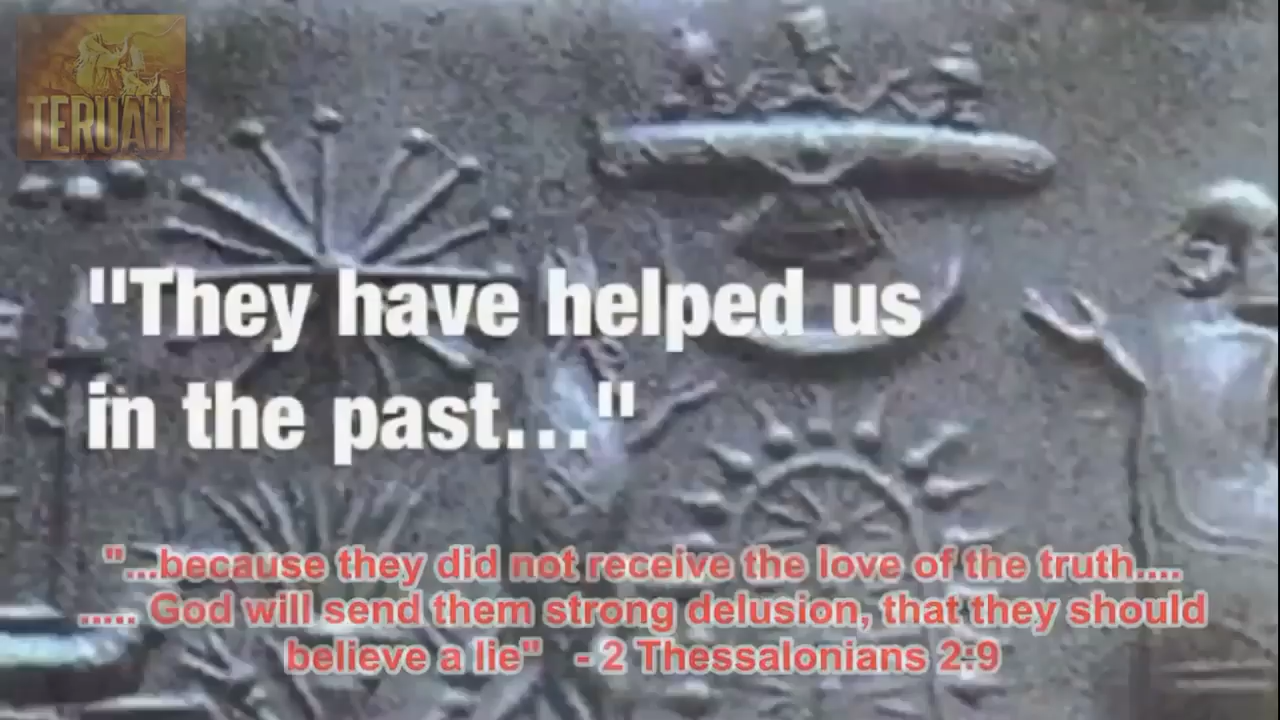 TERUAH
"They have helped us
in the past..."
"...because they did not receive the love of the truth....
..... God will send them strong delusion, that they should
believe a lie"  - 2 Thessalonians 2:9